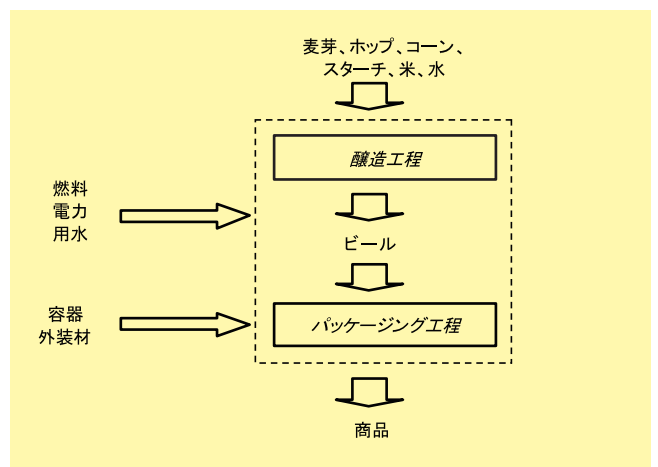 麦芽、ホップ、コーン、
スターチ、米、水
醸造工程
燃料
電力
用水
ビール
容器
外装材
パッケージング工程
商品